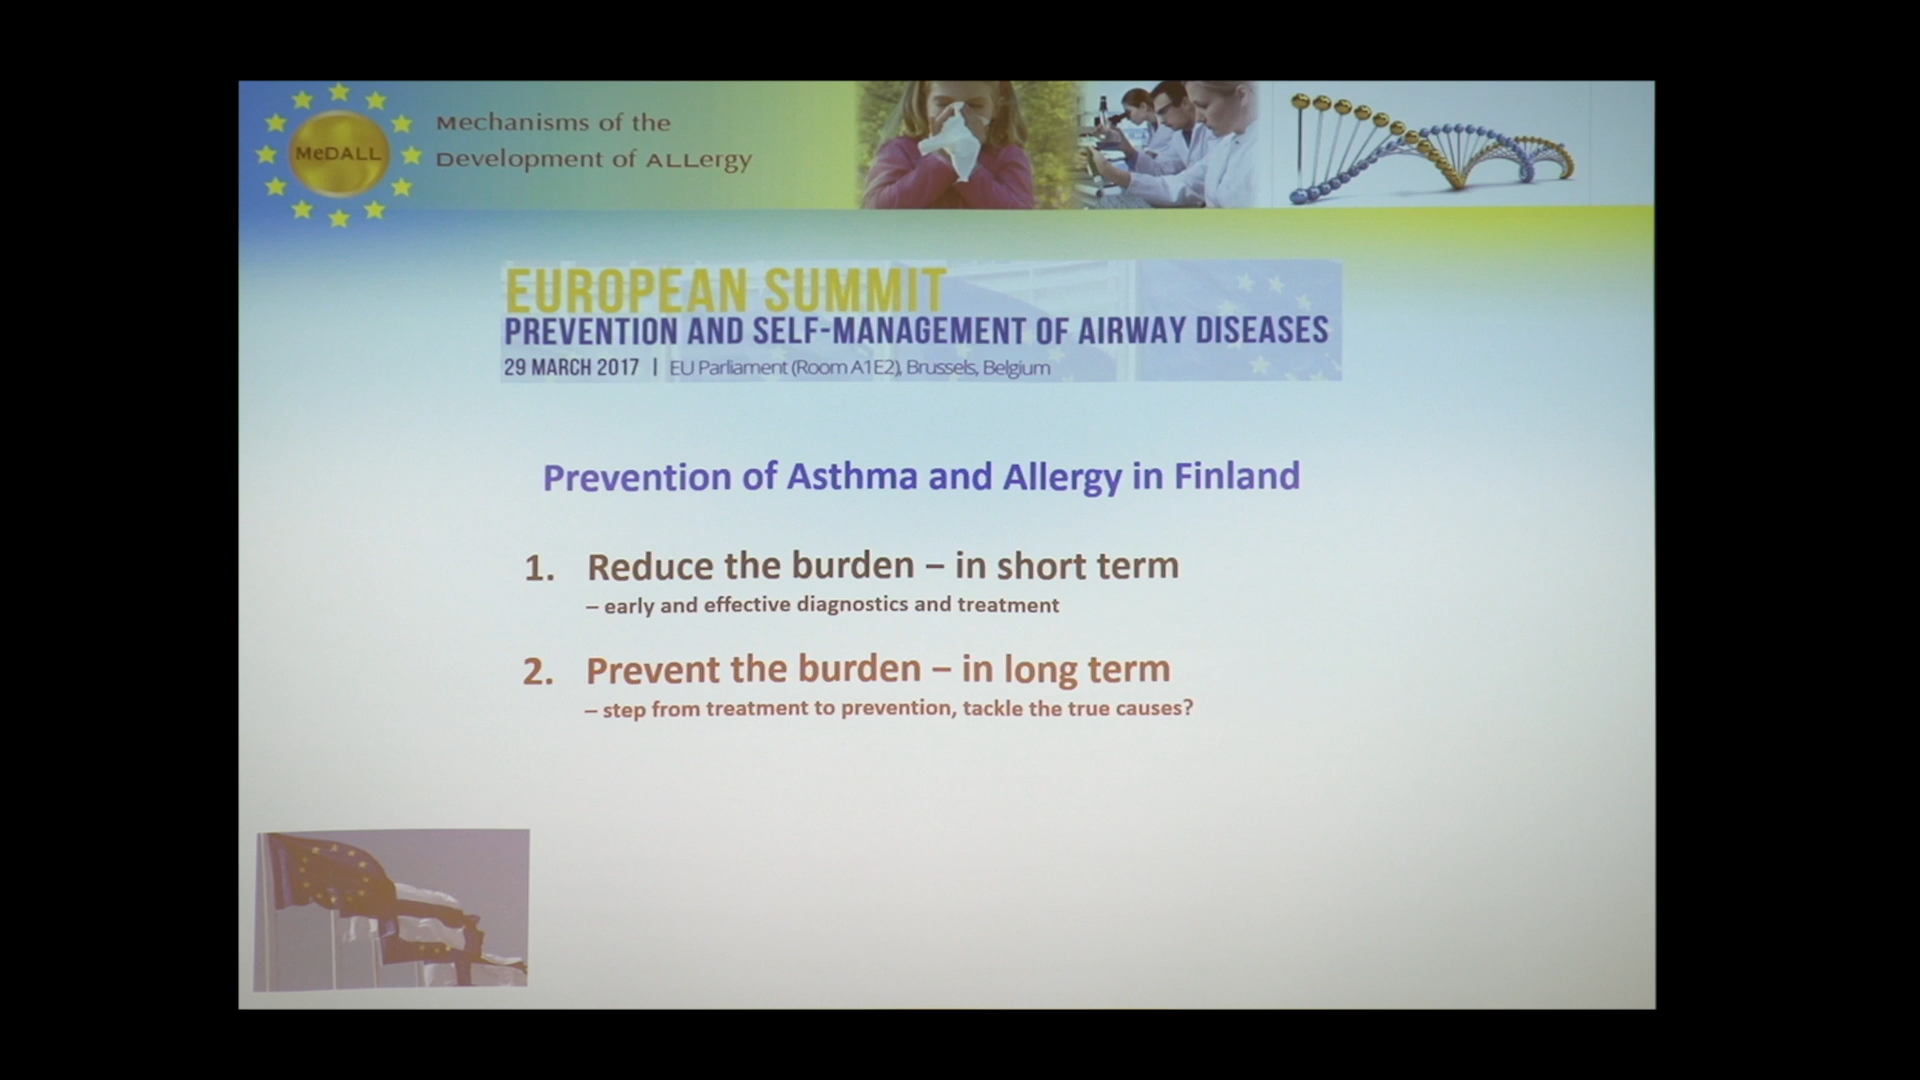 MeDALL
Mechanisms of the
Development of ALLergy
EUROPEAN SUMMIT
PREVENTION AND SELF-MANAGEMENT OF AIRWAY DISEASES
29 MARCH 2017 | EU Parliament (Room A1E2), Brussels, Belgium
Prevention of Asthma and Allergy in Finland
1. Reduce the burden – in short term
– early and effective diagnostics and treatment
2. Prevent the burden – in long term
– step from treatment to prevention, tackle the true causes?